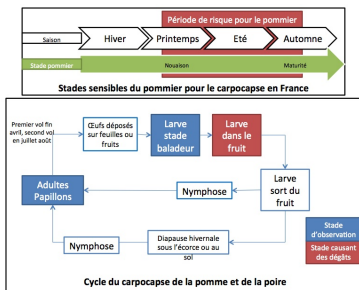 Période de risque pour le pommier
Saison
Hiver
Printemps
Eté
Automne
Stade pommier
Nouaison
Maturité
Stades sensibles du pommier pour le carpocapse en France
Premier vol fin
avril, second vol
en juillet août
Œufs déposés
sur feuilles ou
fruits
Larve
stade
baladeur
Larve
dans le
fruit
Larve
sort du
fruit
Adultes
Papillons
Nymphose
Nymphose
Diapause hivernale
sous l'écorce ou au
sol
Stade
d'observation
Stade causant
des dégâts
Cycle du carpocapse de la pomme et de la poire